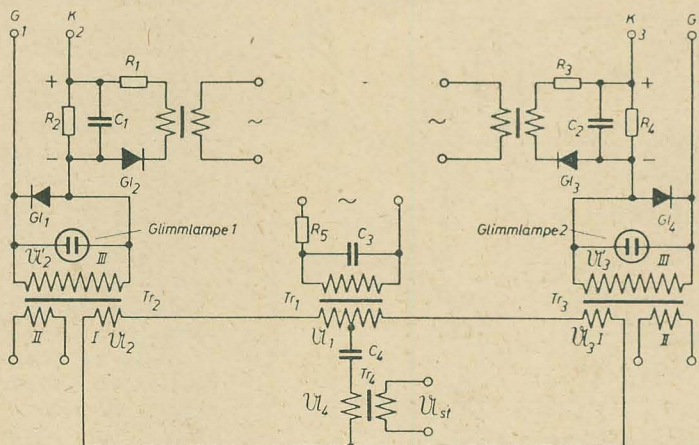 G K K G
1 2 3
+ R1 R3 +
R2 C1 ~ ~ C2 R4
- Gl2 Gl3 -
Gl1 ~ Gl4
Glimmlampe 1 R5 C3 Glimmlampe 2
𝔘'2 III 𝔘'3 III
Tr2 Tr1 Tr3
II I 𝔘2 𝔘1 𝔘3 I II
C4
Tr4
𝔘4 𝔘st